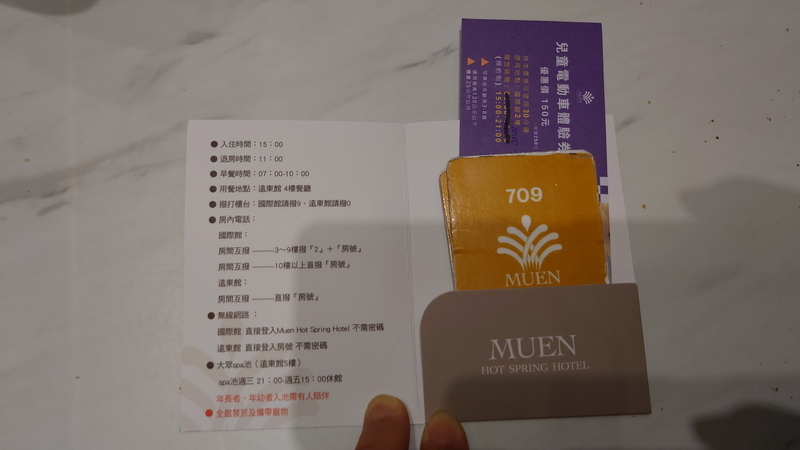 入住時間：15：00
退房時間：11：00
早餐時間：07：00-10：00
用餐地點：遠東館 4樓餐廳
撥打櫃台：國際館請撥9、遠東館請撥0
房內電話：
國際館：
房間互撥 --------3~9樓撥『2』＋『房號』
房間互撥 --------10樓以上直撥『房號』
遠東館：
房間互撥 --------直撥『房號』
無線網路：
國際館 直接登入Muen Hot Spring Hotel 不需密碼
遠東館 直接登入房號 不需密碼
大眾spa池（遠東館5樓）
spa池週三 21：00-週五15：00休館
年長者、年幼者入池需有人陪伴
全館禁菸及攜帶寵物
兒童電動車體驗券
優惠價 150元
15:00-21:00
709
MUEN
MUEN
HOT SPRING HOTEL